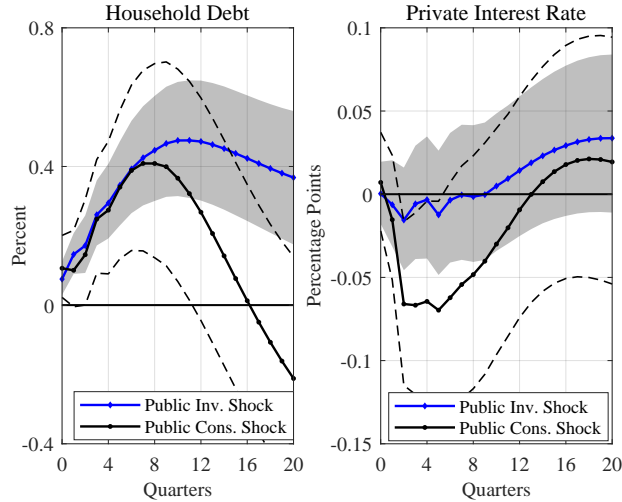 Household Debt
Percent
0.8
0.4
0
-0.4
0
4
8
12
16
20
Quarters
Public Inv. Shock
Public Cons. Shock
Private Interest Rate
Percentage Points
0.1
0.05
0
-0.05
-0.1
-0.15
0
4
8
12
16
20
Quarters
Public Inv. Shock
Public Cons. Shock